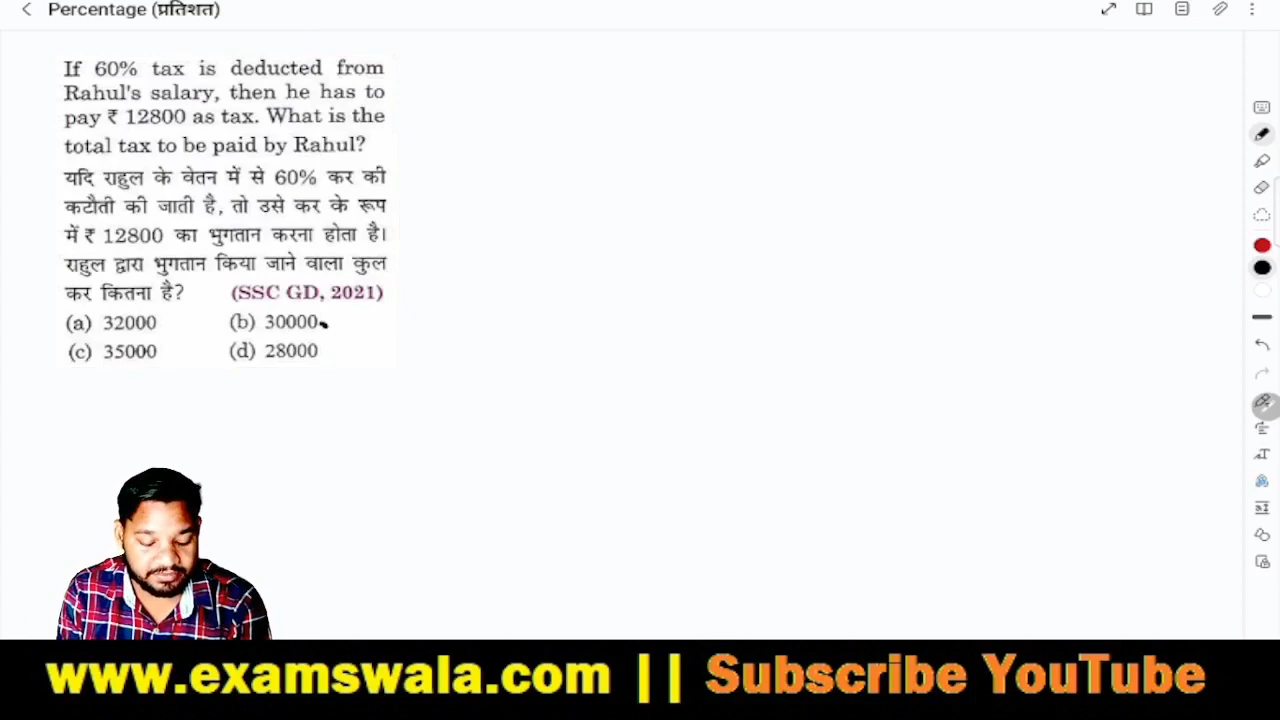 Percentage (प्रतिशत)
If 60% tax is deducted from
Rahul's salary, then he has to
pay ₹ 12800 as tax. What is the
total tax to be paid by Rahul?
यदि राहुल के वेतन में से 60% कर की
कटौती की जाती है, तो उसे कर के रूप
में ₹ 12800 का भुगतान करना होता है।
राहुल द्वारा भुगतान किया जाने वाला कुल
कर कितना है? (SSC GD, 2021)
(a) 32000 (b) 30000
(c) 35000 (d) 28000
www.examswala.com || Subscribe YouTube